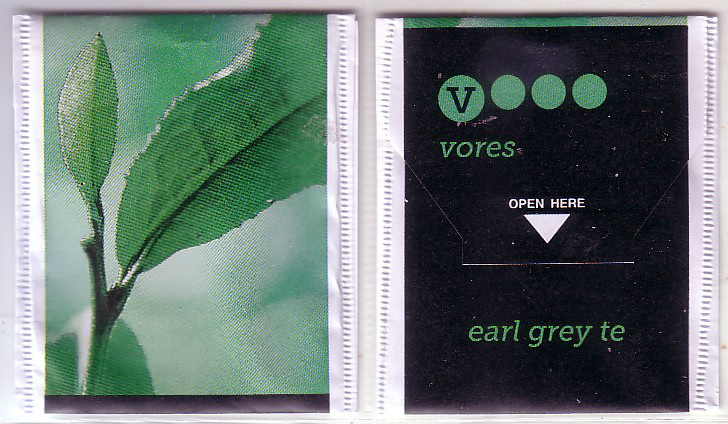 V
vores
OPEN HERE
earl grey te